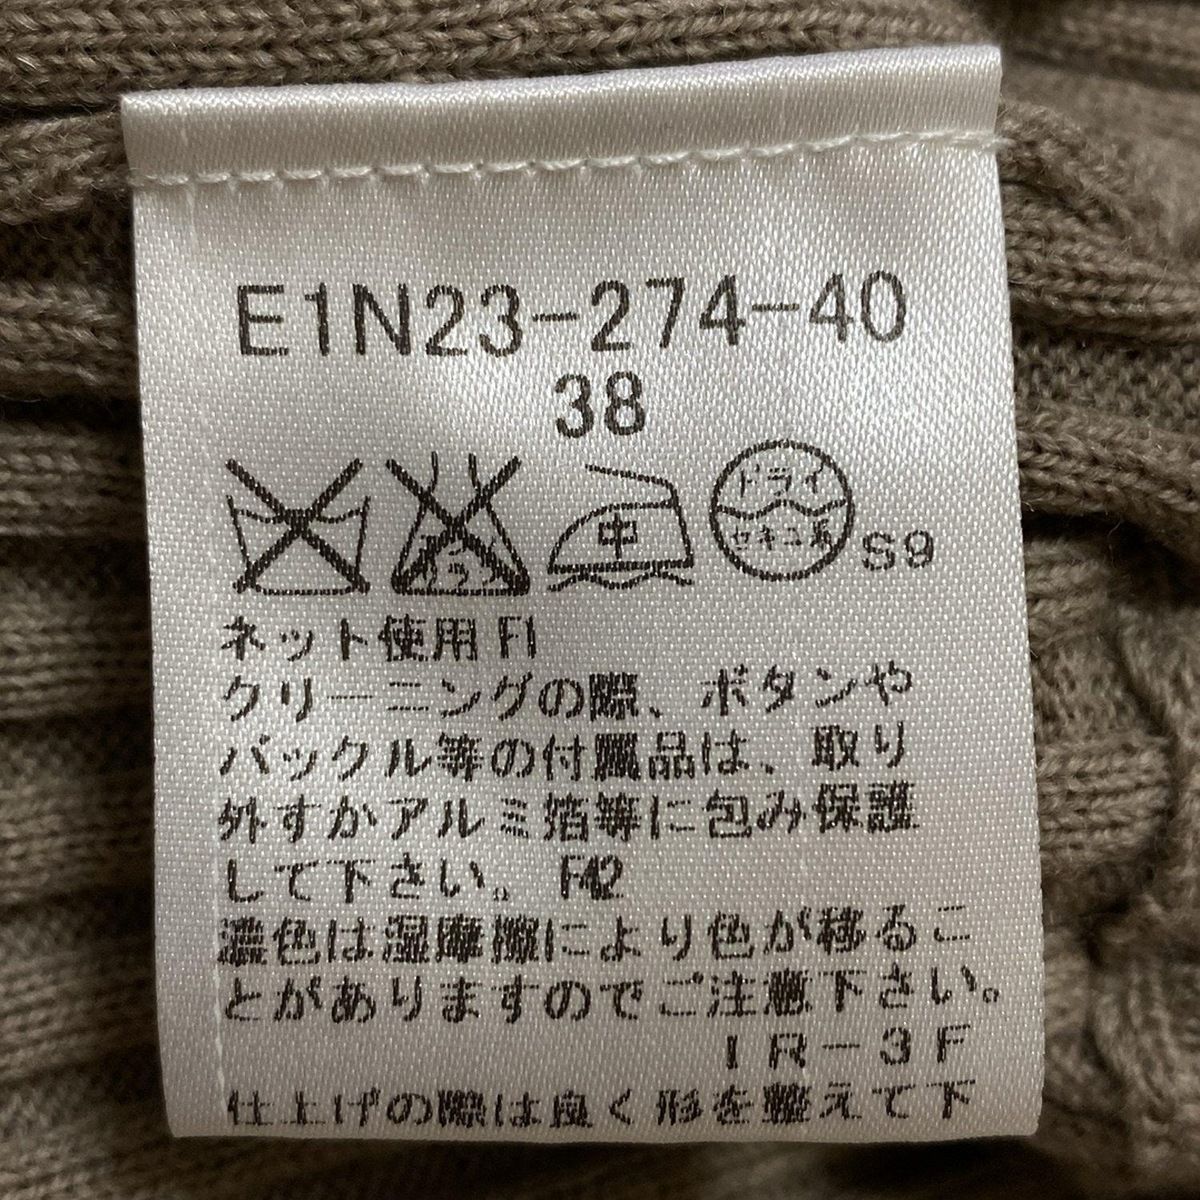 E1N23-274-40
38
中
ドライ
セキユ系
S9
ネット使用 F1
クリーニングの際、ボタンや
バックル等の付属品は、取り
外すかアルミ箔等に包み保護
して下さい。 F42
濃色は湿摩擦により色が移るこ
とがありますのでご注意下さい。
IR-3F
仕上げの際は良く形を整えて下